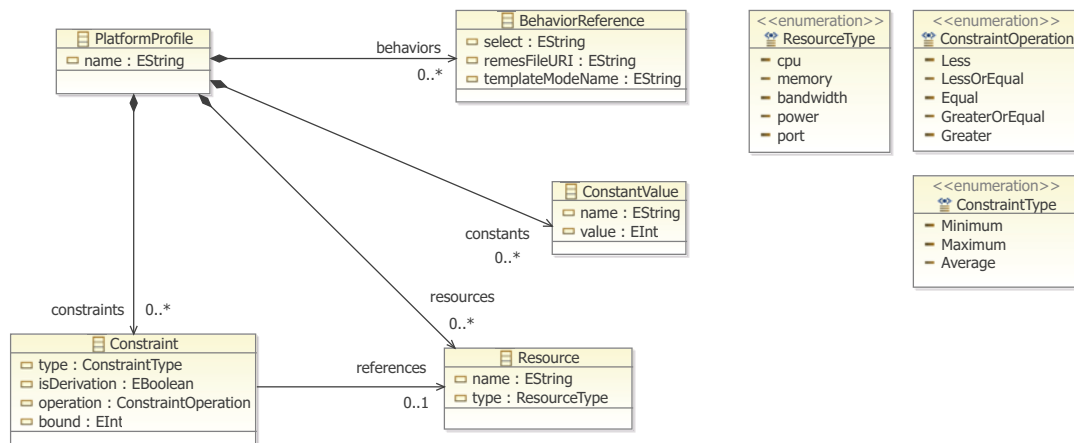 PlatformProfile
name : EString
behaviors
0..*
BehaviorReference
select : EString
remesFileURI : EString
templateModeName : EString
<<enumeration>>
ResourceType
cpu
memory
bandwidth
power
port
<<enumeration>>
ConstraintOperation
Less
LessOrEqual
Equal
GreaterOrEqual
Greater
<<enumeration>>
ConstraintType
Minimum
Maximum
Average
ConstantValue
name : EString
value : EInt
constants
0..*
resources
0..*
constraints
0..*
Constraint
type : ConstraintType
isDerivation : EBoolean
operation : ConstraintOperation
bound : EInt
references
0..1
Resource
name : EString
type : ResourceType